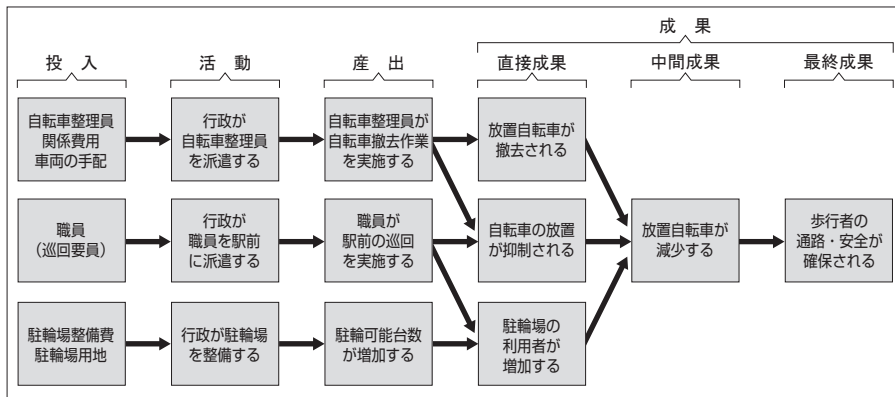 成 果
投 入
活 動
産 出
直接成果
中間成果
最終成果
自転車整理員
関係費用
車両の手配
行政が
自転車整理員
を派遣する
自転車整理員が
自転車撤去作業
を実施する
放置自転車が
撤去される
職員
（巡回要員）
行政が
職員を駅前
に派遣する
職員が
駅前の巡回
を実施する
自転車の放置
が抑制される
放置自転車が
減少する
歩行者の
通路・安全が
確保される
駐輪場整備費
駐輪場用地
行政が駐輪場
を整備する
駐輪可能台数
が増加する
駐輪場の
利用者が
増加する